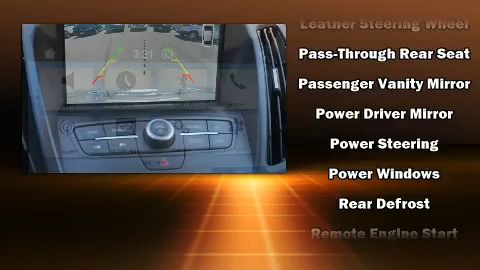 Leather Steering Wheel
Pass-Through Rear Seat
Passenger Vanity Mirror
Power Driver Mirror
Power Steering
Power Windows
Rear Defrost
Remote Engine Start